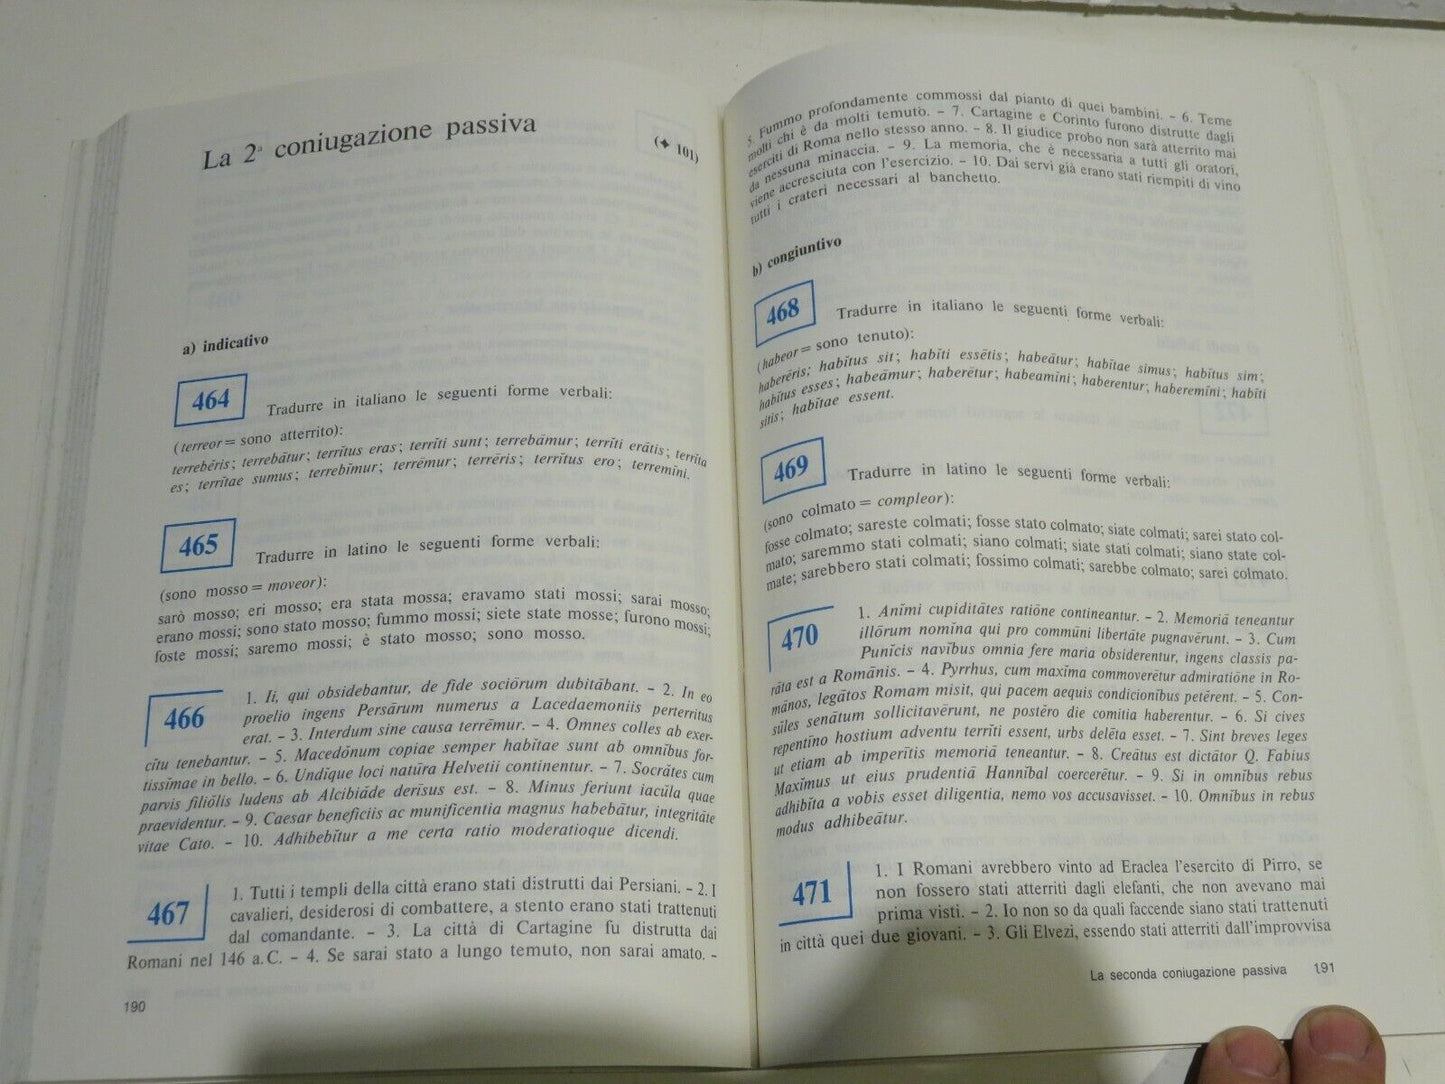 La 2ª coniugazione passiva
(✦ 101)
a) indicativo
464 Tradurre in italiano le seguenti forme verbali:
(terreor = sono atterrito):
terrebĕris; terrebātur; terrĭtus eras; terrĭti sunt; terrebāmur; terrĭti erātis; terrĭta
es; terrĭtae sumus; terrebĭmur; terrēmur; terrēris; terrĭtus ero; terremĭni.
465 Tradurre in latino le seguenti forme verbali:
(sono mosso = moveor):
sarò mosso; eri mosso; era stata mossa; eravamo stati mossi; sarai mosso;
erano mossi; sono stato mosso; fummo mossi; siete state mosse; furono mossi;
foste mossi; saremo mossi; è stato mosso; sono mosso.
466 1. Ii, qui obsidebantur, de fide sociōrum dubitābant. – 2. In eo
proelio ingens Persārum numerus a Lacedaemoniis perterritus
erat. – 3. Interdum sine causa terrēmur. – 4. Omnes colles ab exer-
cĭtu tenebantur. – 5. Macedŏnum copiae semper habĭtae sunt ab omnĭbus for-
tissĭmae in bello. – 6. Undĭque loci natūra Helvetii continentur. – 7. Socrătes cum
parvis filiŏlis ludens ab Alcibiăde derīsus est. – 8. Minus feriunt iacŭla quae
praevidentur. – 9. Caesar beneficiis ac munificentia magnus habebātur, integritāte
vitae Cato. – 10. Adhibebĭtur a me certa ratio moderatioque dicendi.
467 1. Tutti i templi della città erano stati distrutti dai Persiani. – 2. I
cavalieri, desiderosi di combattere, a stento erano stati trattenuti
dal comandante. – 3. La città di Cartagine fu distrutta dai
Romani nel 146 a.C. – 4. Se sarai stato a lungo temuto, non sarai amato. –
190
5. Fummo profondamente commossi dal pianto di quei bambini. – 6. Teme
molti chi è da molti temuto. – 7. Cartagine e Corinto furono distrutte dagli
eserciti di Roma nello stesso anno. – 8. Il giudice probo non sarà atterrito mai
da nessuna minaccia. – 9. La memoria, che è necessaria a tutti gli oratori,
viene accresciuta con l'esercizio. – 10. Dai servi già erano stati riempiti di vino
tutti i crateri necessari al banchetto.
b) congiuntivo
468 Tradurre in italiano le seguenti forme verbali:
(habeor = sono tenuto):
haberēris; habĭtus sit; habĭti essētis; habeātur; habĭtae simus; habĭtus sim;
habĭtus esses; habeāmur; haberētur; habeamĭni; haberentur; haberemĭni; habĭti
sitis; habĭtae essent.
469 Tradurre in latino le seguenti forme verbali:
(sono colmato = compleor):
fosse colmato; sareste colmati; fosse stato colmato; siate colmati; sarei stato col-
mato; saremmo stati colmati; siano colmati; siate stati colmati; siano state col-
mate; sarebbero stati colmati; fossimo colmati; sarebbe colmato; sarei colmato.
470 1. Anĭmi cupiditātes ratiōne contineantur. – 2. Memoriā teneantur
illōrum nomĭna qui pro commūni libertāte pugnavērunt. – 3. Cum
Punĭcis navĭbus omnia fere maria obsiderentur, ingens classis pa-
rāta est a Romānis. – 4. Pyrrhus, cum maxĭma commoverētur admiratiōne in Ro-
mānos, legātos Romam misit, qui pacem aequis condicionĭbus petĕrent. – 5. Con-
sŭles senātum sollicitavērunt, ne postĕro die comitia haberentur. – 6. Si cives
repentīno hostium adventu terrĭti essent, urbs delēta esset. – 7. Sint breves leges
ut etiam ab imperītis memoriā teneantur. – 8. Creātus est dictātor Q. Fabius
Maxĭmus ut eius prudentiā Hannĭbal coercerētur. – 9. Si in omnĭbus rebus
adhibĭta a vobis esset diligentia, nemo vos accusavisset. – 10. Omnĭbus in rebus
modus adhibeātur.
471 1. I Romani avrebbero vinto ad Eraclea l'esercito di Pirro, se
non fossero stati atterriti dagli elefanti, che non avevano mai
prima visti. – 2. Io non so da quali faccende siano stati trattenuti
in città quei due giovani. – 3. Gli Elvezi, essendo stati atterriti dall'improvvisa
La seconda coniugazione passiva 191